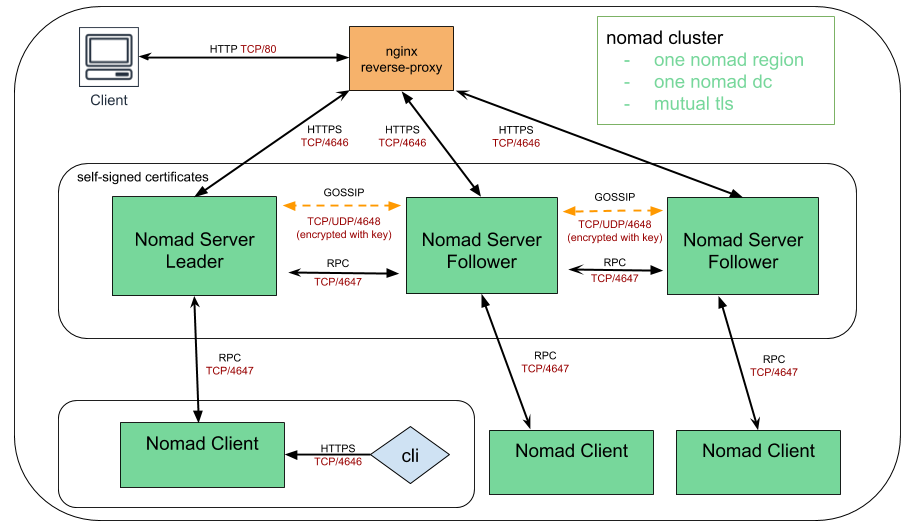 HTTP TCP/80
Client
nginx
reverse-proxy
nomad cluster
- one nomad region
- one nomad dc
- mutual tls
HTTPS
TCP/4646
HTTPS
TCP/4646
HTTPS
TCP/4646
self-signed certificates
Nomad Server
Leader
GOSSIP
TCP/UDP/4648
(encrypted with key)
RPC
TCP/4647
Nomad Server
Follower
GOSSIP
TCP/UDP/4648
(encrypted with key)
RPC
TCP/4647
Nomad Server
Follower
RPC
TCP/4647
RPC
TCP/4647
RPC
TCP/4647
Nomad Client
HTTPS
TCP/4646
cli
Nomad Client
Nomad Client